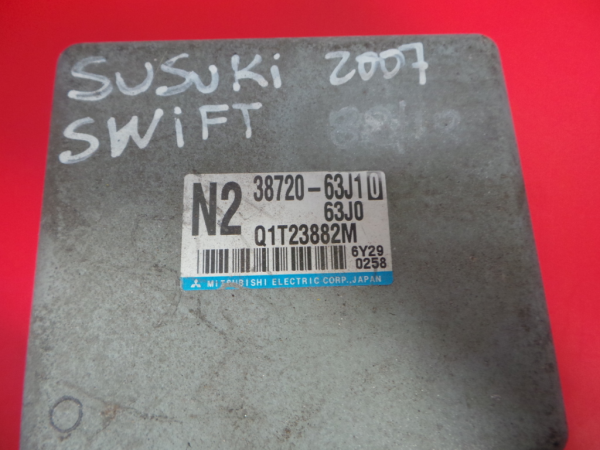 SUSUKi 2007
SWiFT
N2 38720-63J1 0
63J0
Q1T23882M
6Y29
0258
MITSUBISHI ELECTRIC CORP., JAPAN